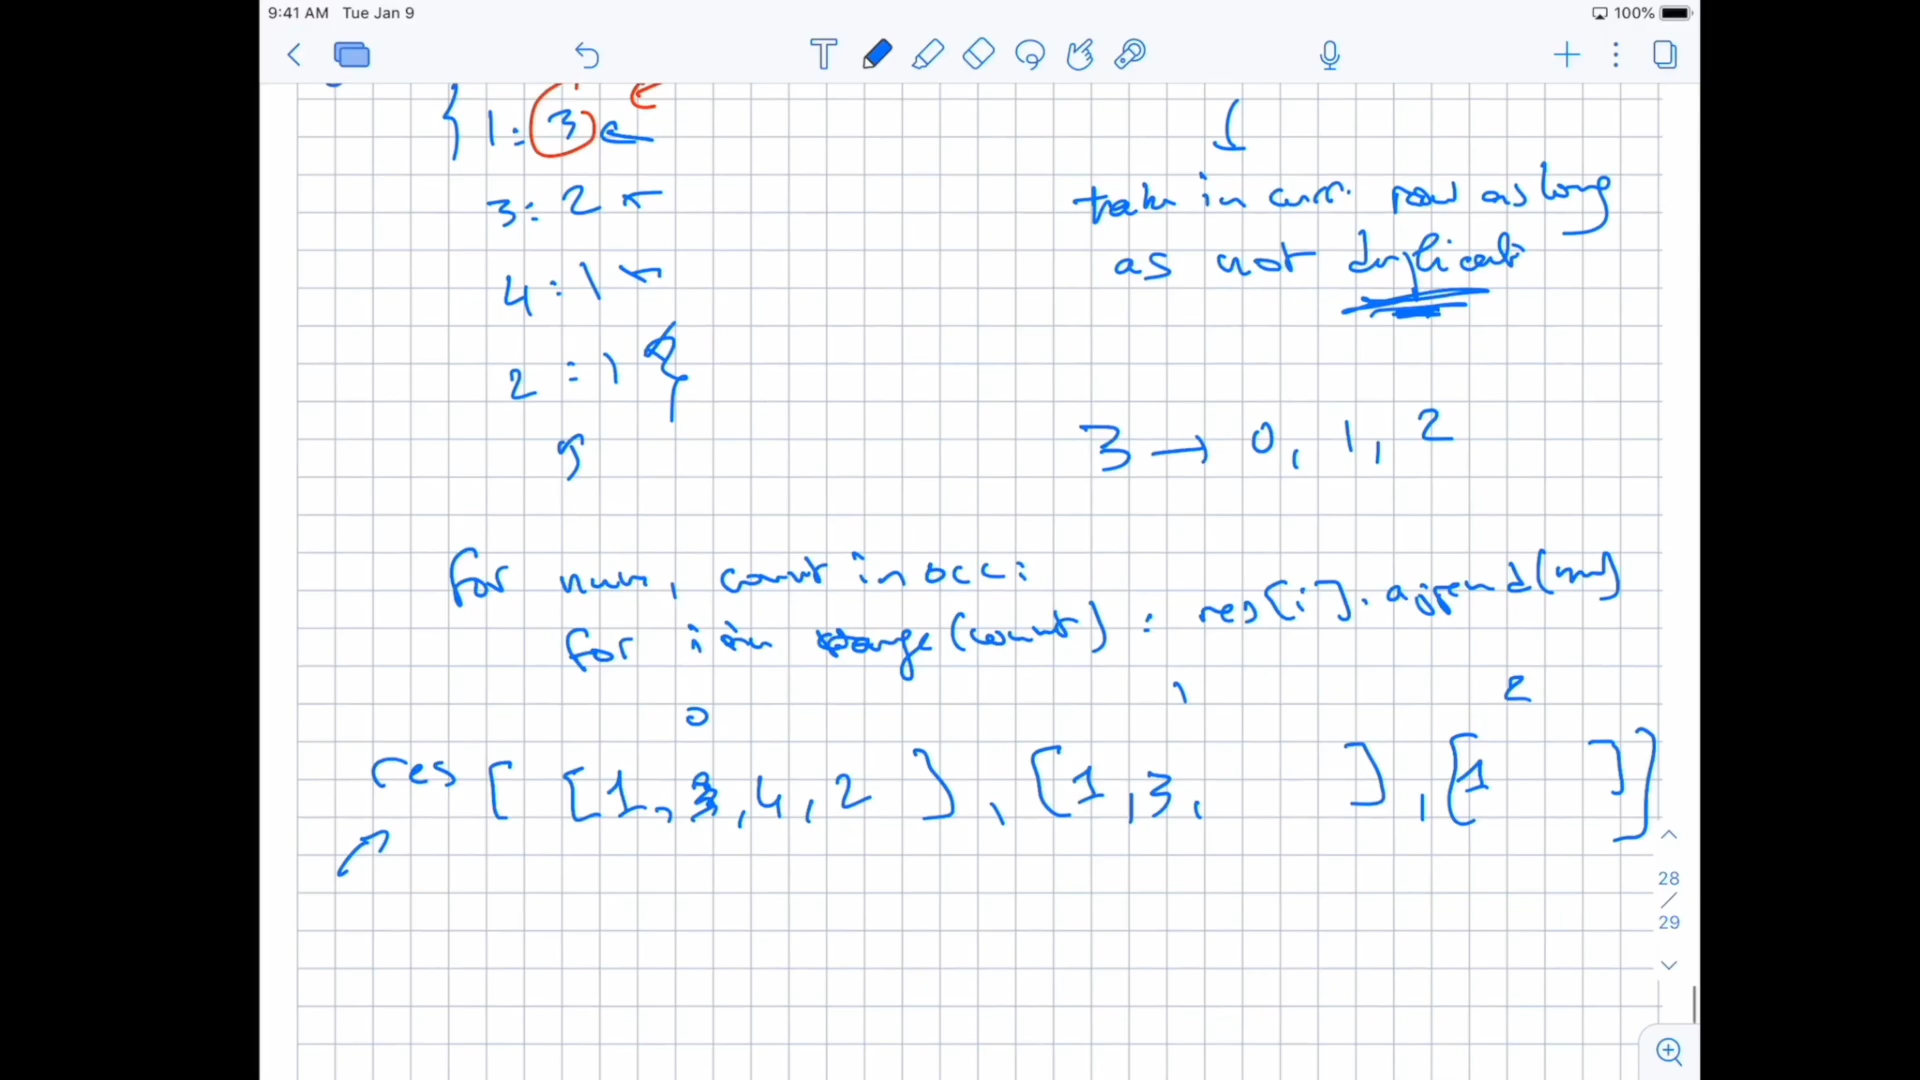 9:41 AM Tue Jan 9
100%
{ 1: 3
3: 2
4: 1
2: 1 }
take in curr. row as long
as not duplicate
3 → 0, 1, 2
for num, count in occ:
for i in range(count): res[i].append(num)
0 1 2
res [ [1, 3, 4, 2 ], [1, 3, ], [1 ] ]
28
/
29